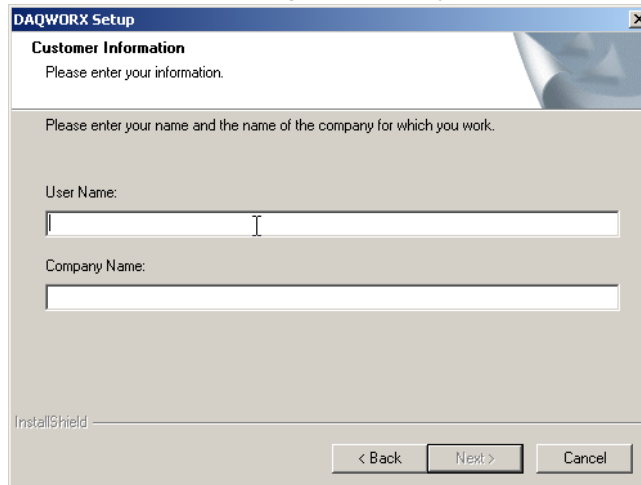 DAQWORX Setup
Customer Information
Please enter your information.
Please enter your name and the name of the company for which you work.
User Name:
Company Name:
InstallShield
< Back Next > Cancel